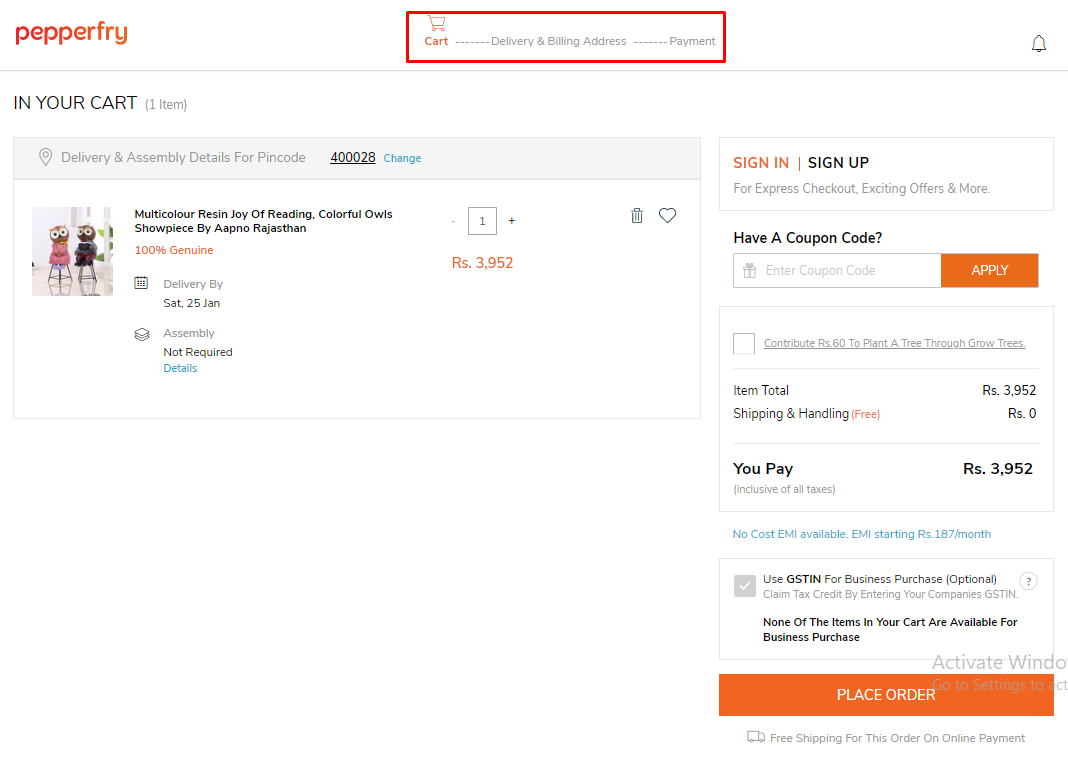 pepperfry
Cart -------Delivery & Billing Address -------Payment
IN YOUR CART (1 Item)
Delivery & Assembly Details For Pincode 400028 Change
Multicolour Resin Joy Of Reading, Colorful Owls
Showpiece By Aapno Rajasthan
100% Genuine
- 1 +
Rs. 3,952
Delivery By
Sat, 25 Jan
Assembly
Not Required
Details
SIGN IN | SIGN UP
For Express Checkout, Exciting Offers & More.
Have A Coupon Code?
Enter Coupon Code APPLY
Contribute Rs.60 To Plant A Tree Through Grow Trees.
Item Total Rs. 3,952
Shipping & Handling (Free) Rs. 0
You Pay Rs. 3,952
(inclusive of all taxes)
No Cost EMI available. EMI starting Rs.187/month
Use GSTIN For Business Purchase (Optional) ?
Claim Tax Credit By Entering Your Companies GSTIN.
None Of The Items In Your Cart Are Available For
Business Purchase
Activate Windo
Go to Settings to act
PLACE ORDER
Free Shipping For This Order On Online Payment